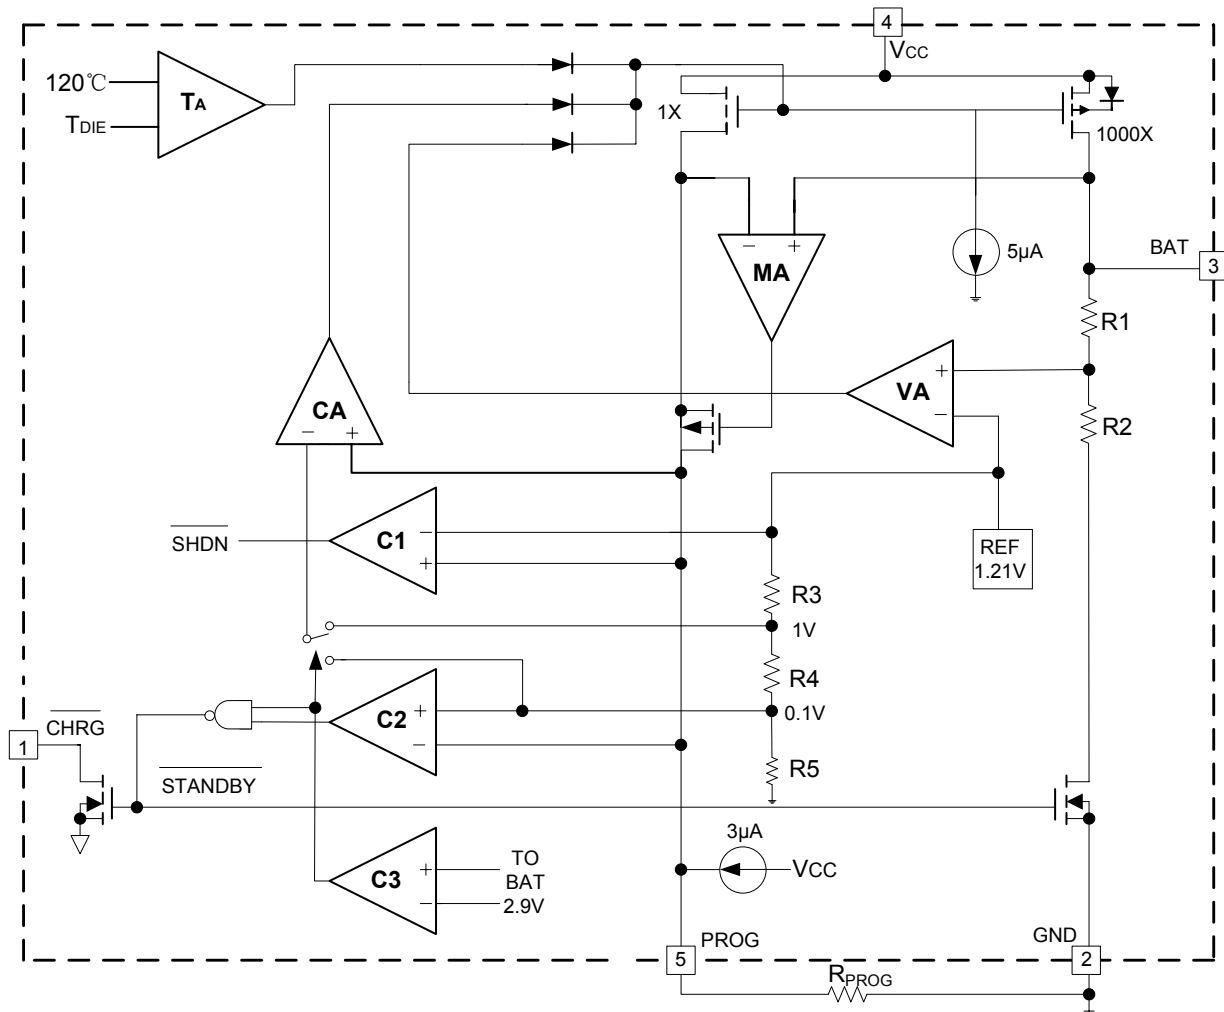 4
VCC
120℃
TA
TDIE
1X
1000X
− +
MA
5μA
BAT
3
R1
+
VA
−
CA
− +
R2
SHDN
C1
−
+
REF
1.21V
R3
1V
R4
CHRG
C2
+
−
0.1V
1
STANDBY
R5
3μA
VCC
C3
+
−
TO
BAT
2.9V
PROG
GND
5
2
RPROG